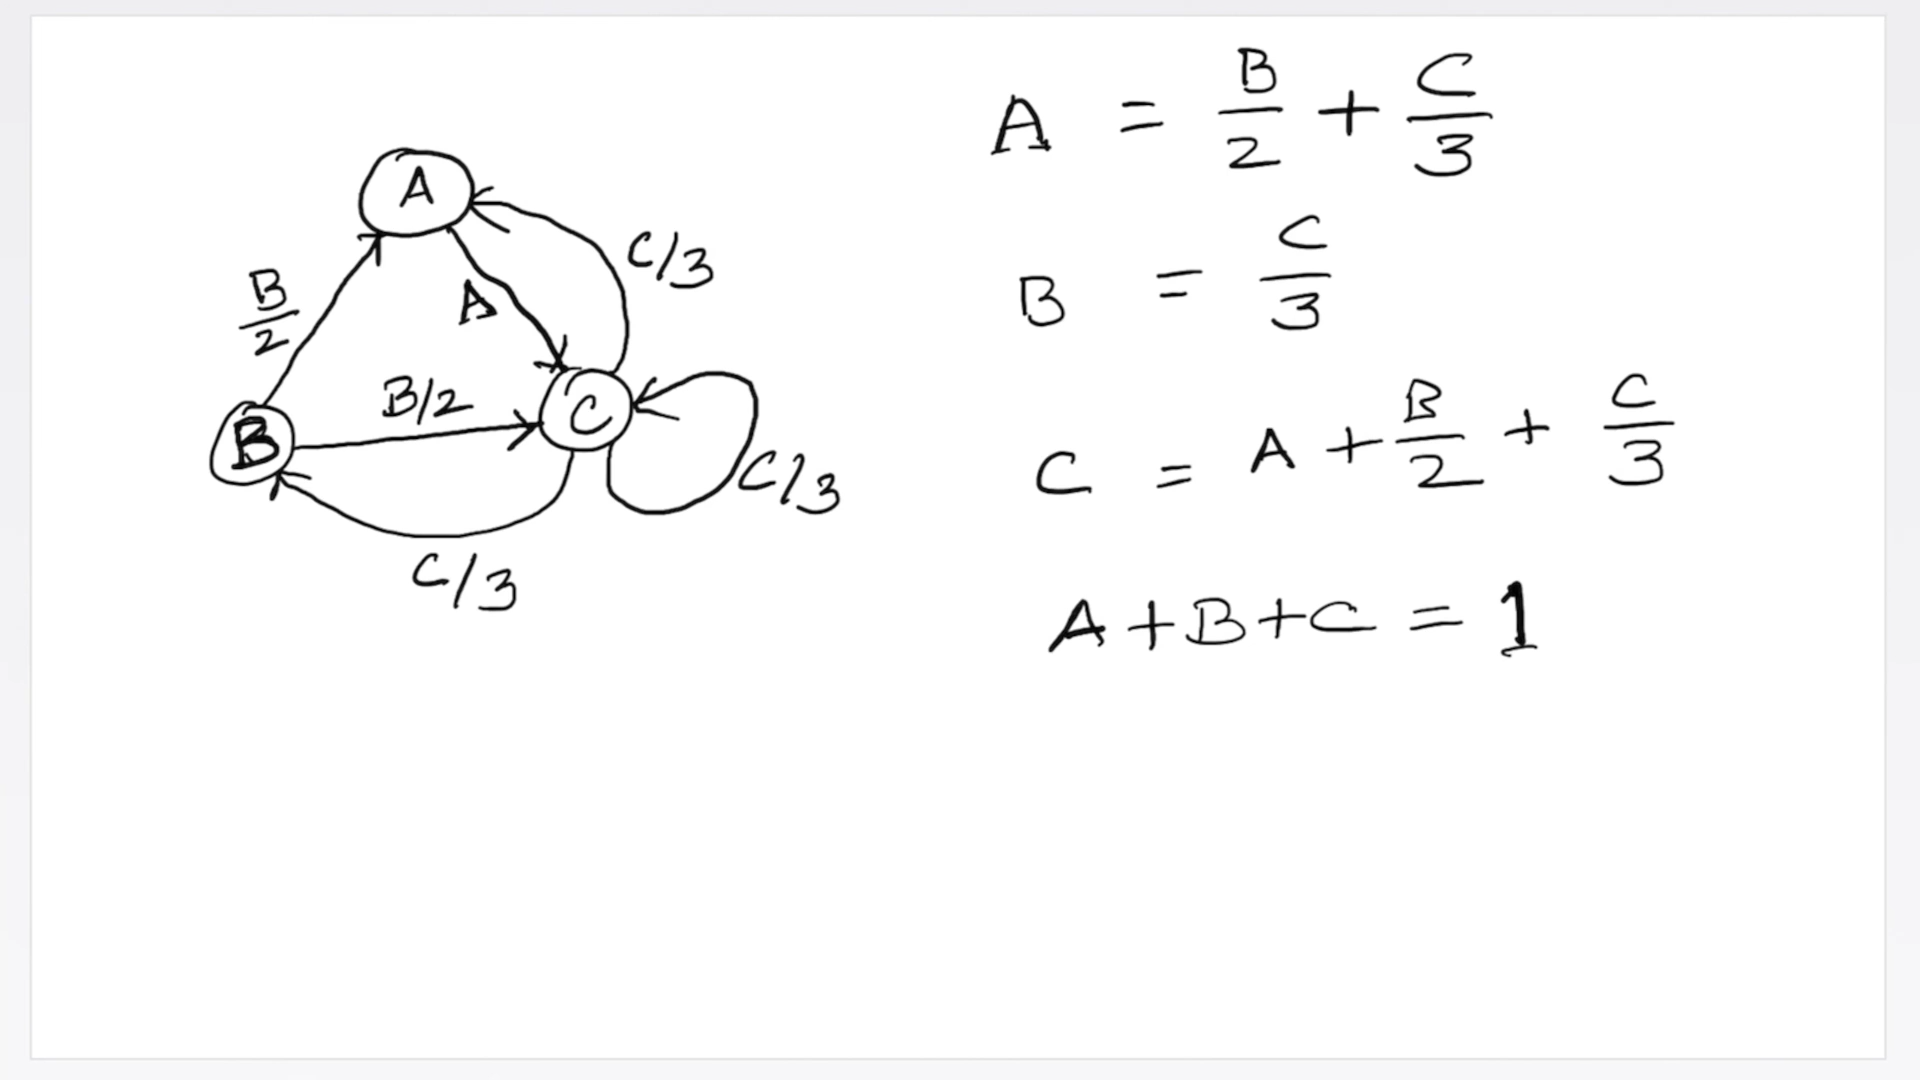 A
C/3
B/2
A
B/2
C
B
C/3
C/3
A = B/2 + C/3
B = C/3
C = A + B/2 + C/3
A + B + C = 1